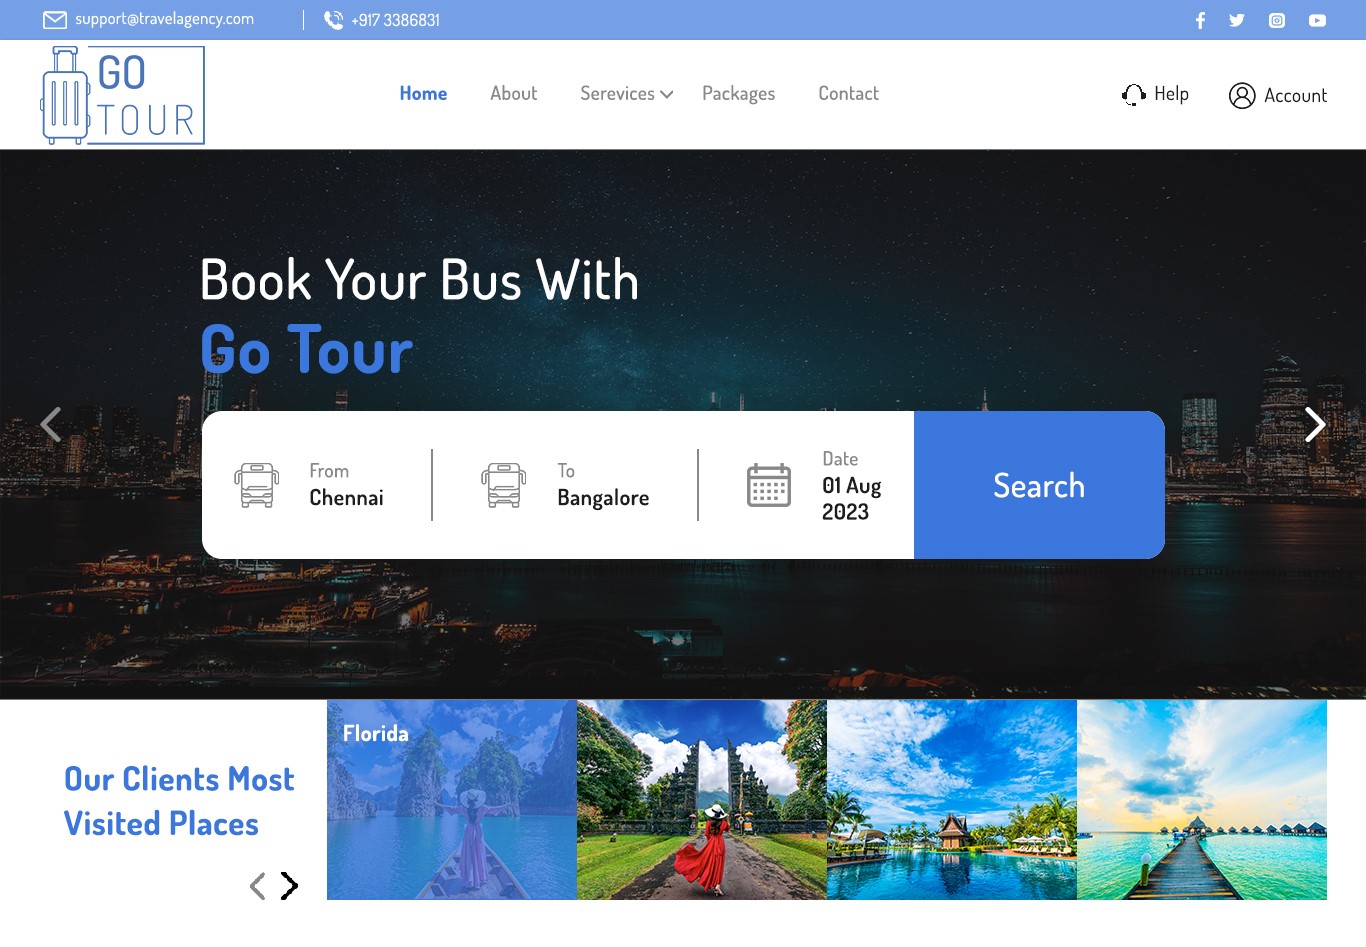 support@travelagency.com
+917 3386831
GO
TOUR
Home
About
Serevices
Packages
Contact
Help
Account
Book Your Bus With
Go Tour
From
Chennai
To
Bangalore
Date
01 Aug
2023
Search
Our Clients Most
Visited Places
Florida